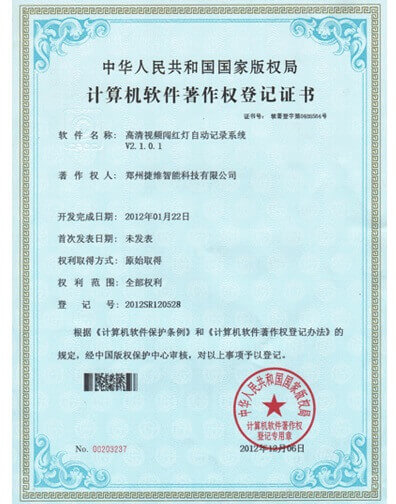 中华人民共和国国家版权局
计算机软件著作权登记证书
证书号: 软著登字第0488564号
软件名称: 高清视频闯红灯自动记录系统
V2.1.0.1
著作权人: 郑州捷维智能科技有限公司
开发完成日期: 2012年01月22日
首次发表日期: 未发表
权利取得方式: 原始取得
权利范围: 全部权利
登记号: 2012SR120528
根据《计算机软件保护条例》和《计算机软件著作权登记办法》的
规定，经中国版权保护中心审核，对以上事项予以登记。
中华人民共和国国家版权局
计算机软件著作权
登记专用章
No. 00203237
2012年12月06日